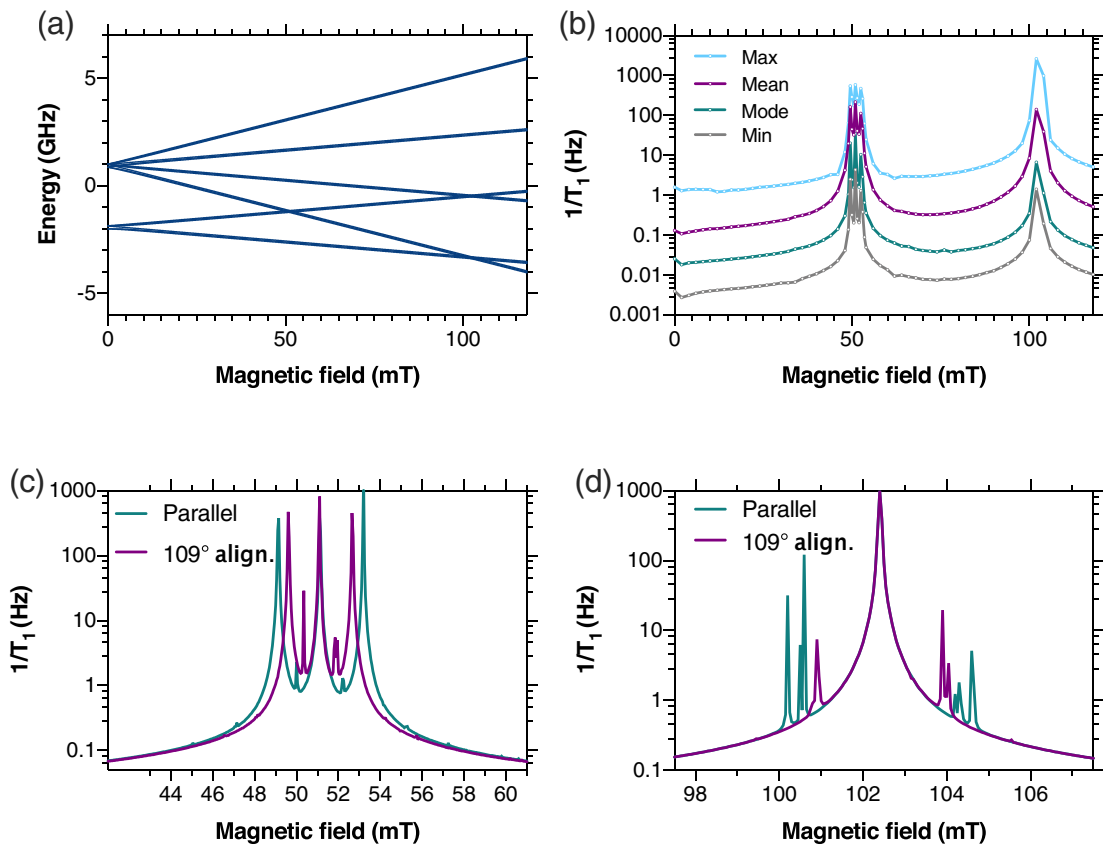 (a)
Energy (GHz)
5
0
-5
0
50
100
Magnetic field (mT)
(b)
1/T1 (Hz)
10000
1000
100
10
1
0.1
0.01
0.001
Max
Mean
Mode
Min
0
50
100
Magnetic field (mT)
(c)
1/T1 (Hz)
1000
100
10
1
0.1
Parallel
109° align.
44 46 48 50 52 54 56 58 60
Magnetic field (mT)
(d)
1/T1 (Hz)
1000
100
10
1
0.1
Parallel
109° align.
98 100 102 104 106
Magnetic field (mT)